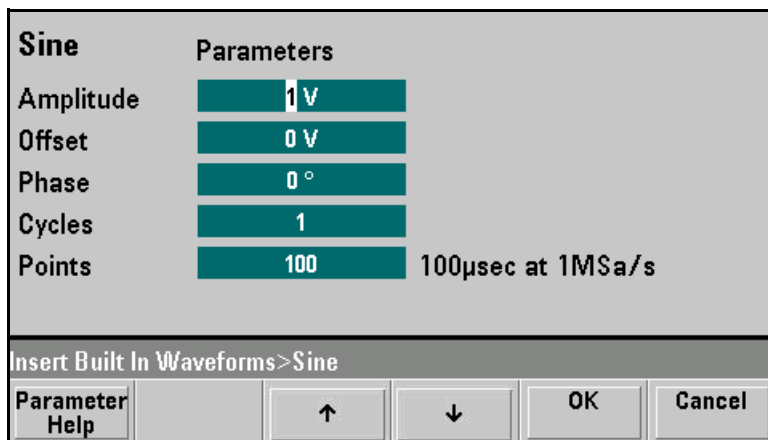 Sine Parameters
Amplitude 1 V
Offset 0 V
Phase 0 °
Cycles 1
Points 100 100µsec at 1MSa/s
Insert Built In Waveforms>Sine
Parameter Help ↑ ↓ OK Cancel